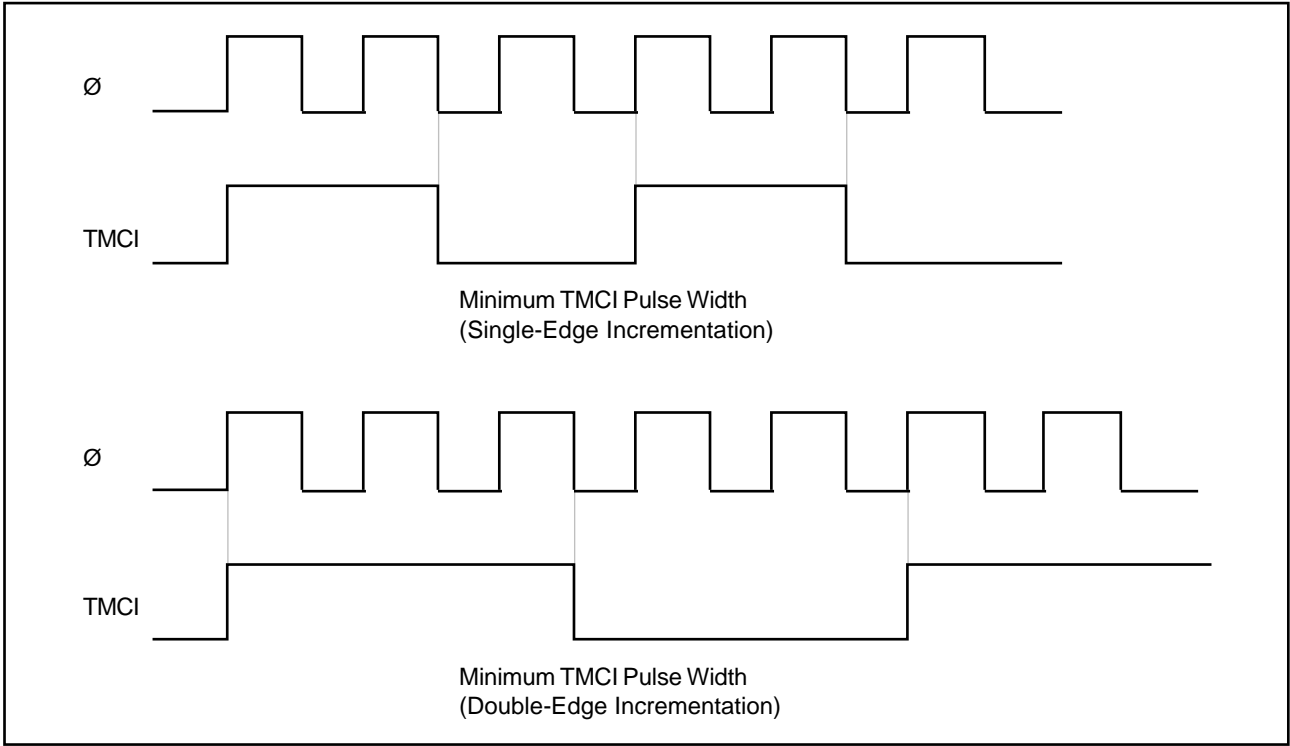 Ø
TMCI
Minimum TMCI Pulse Width
(Single-Edge Incrementation)
Ø
TMCI
Minimum TMCI Pulse Width
(Double-Edge Incrementation)